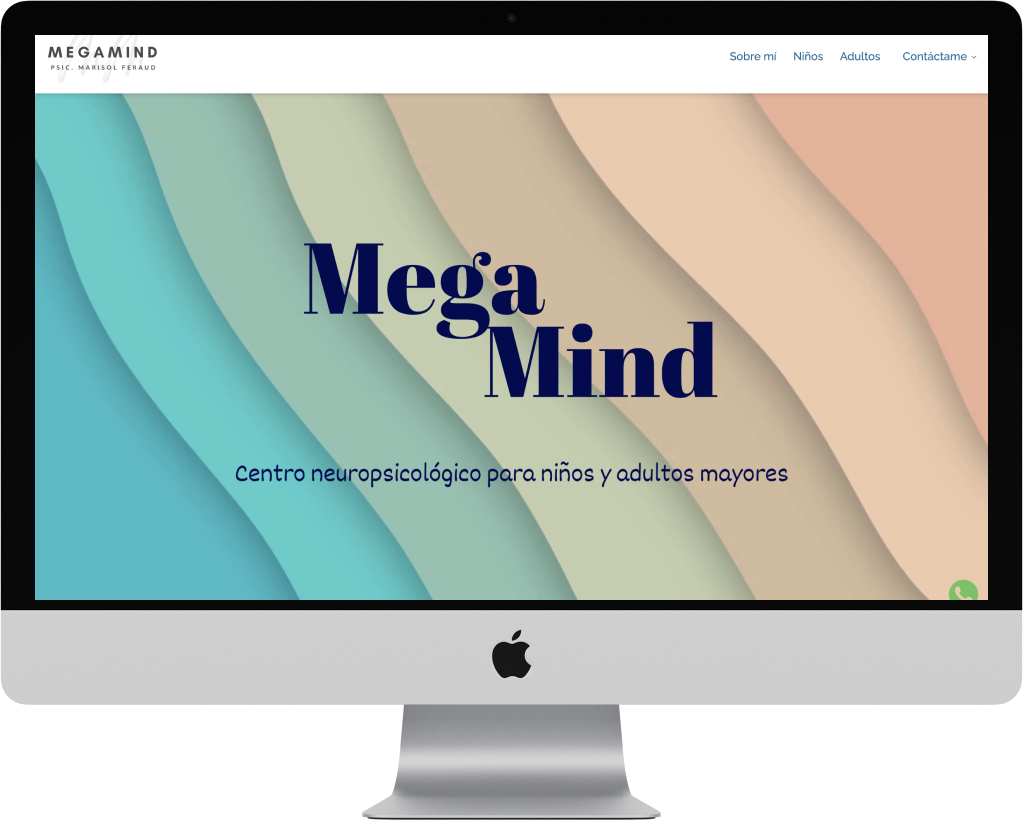 MEGAMIND
PSIC. MARISOL FERAUD
Sobre mí Niños Adultos Contáctame
Mega
Mind
Centro neuropsicológico para niños y adultos mayores